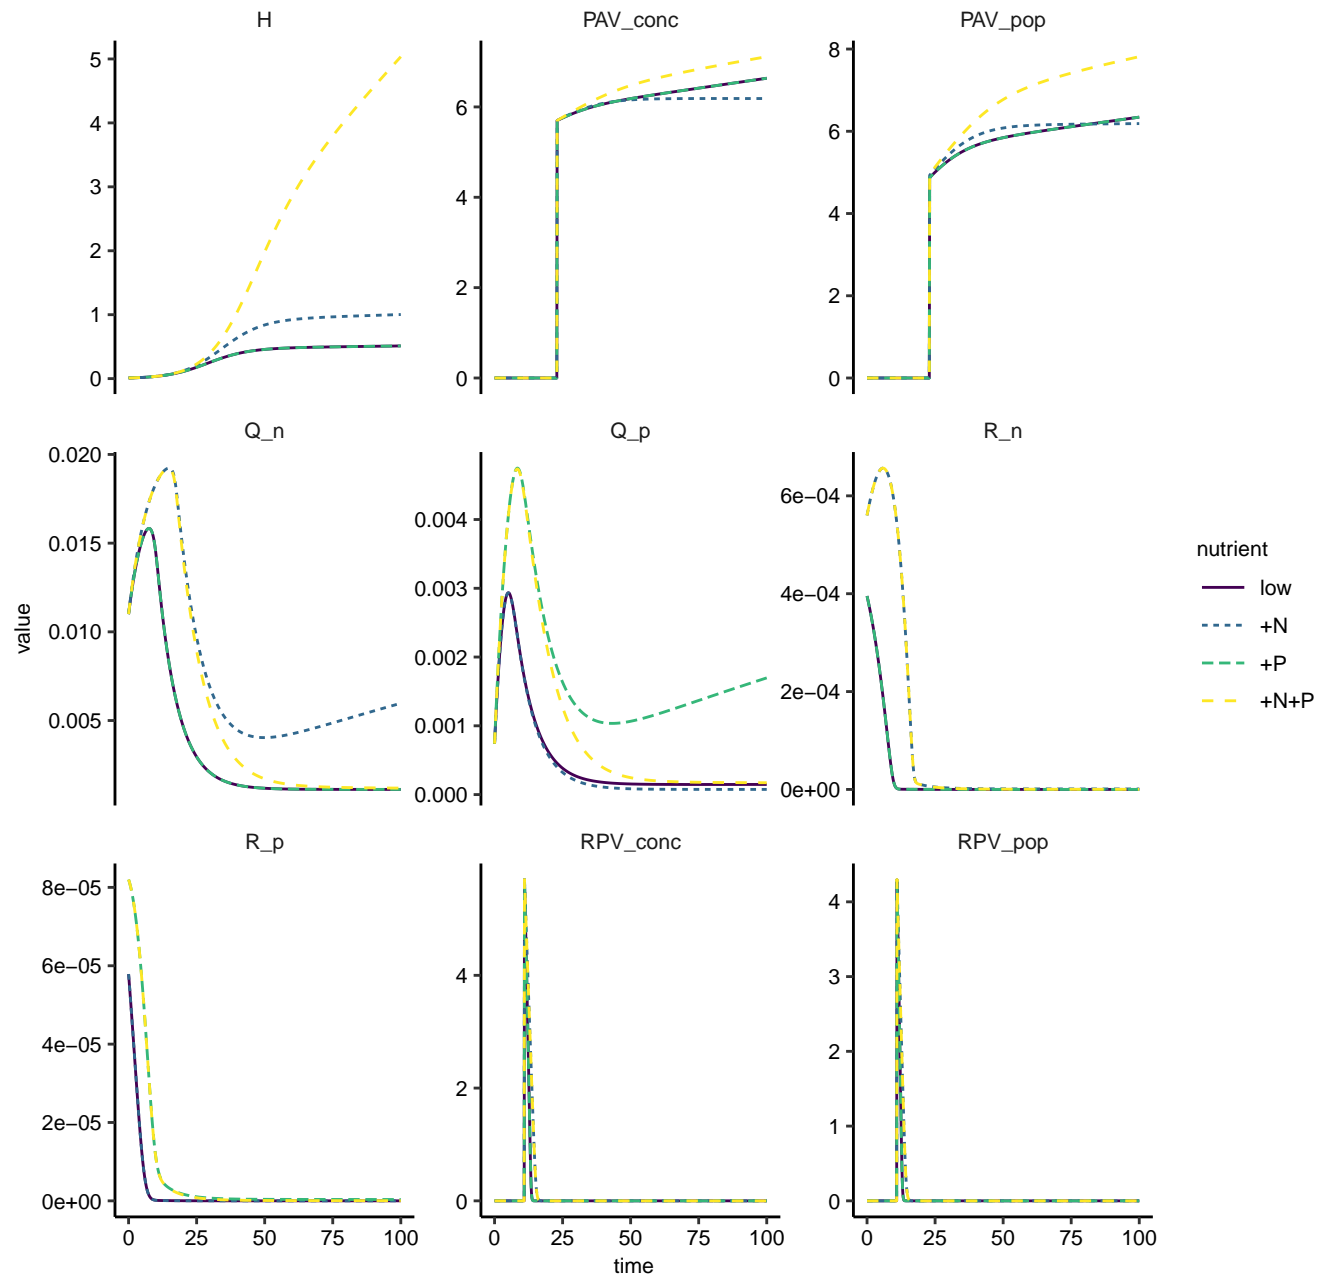 H
PAV_conc
PAV_pop
5
4
3
2
1
0
6
4
2
0
8
6
4
2
0
Q_n
Q_p
R_n
0.020
0.015
0.010
0.005
0.004
0.003
0.002
0.001
0.000
6e−04
4e−04
2e−04
0e+00
value
nutrient
low
+N
+P
+N+P
R_p
RPV_conc
RPV_pop
8e−05
6e−05
4e−05
2e−05
0e+00
4
2
0
4
3
2
1
0
0 25 50 75 100
0 25 50 75 100
0 25 50 75 100
time